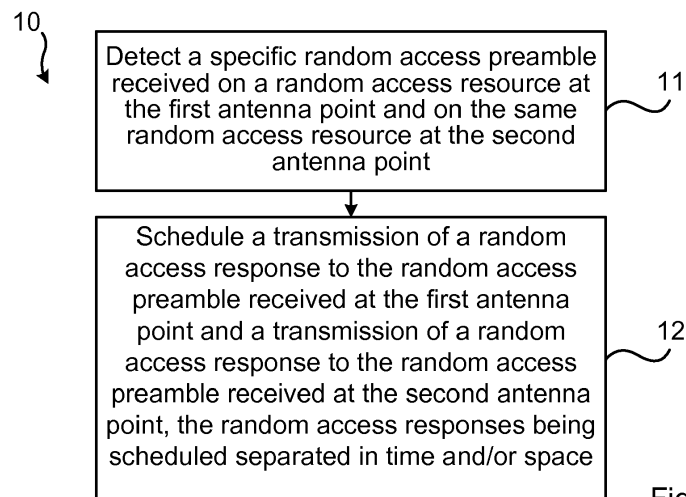 10
Detect a specific random access preamble
received on a random access resource at
the first antenna point and on the same
random access resource at the second
antenna point
11
Schedule a transmission of a random
access response to the random access
preamble received at the first antenna
point and a transmission of a random
access response to the random access
preamble received at the second antenna
point, the random access responses being
scheduled separated in time and/or space
12